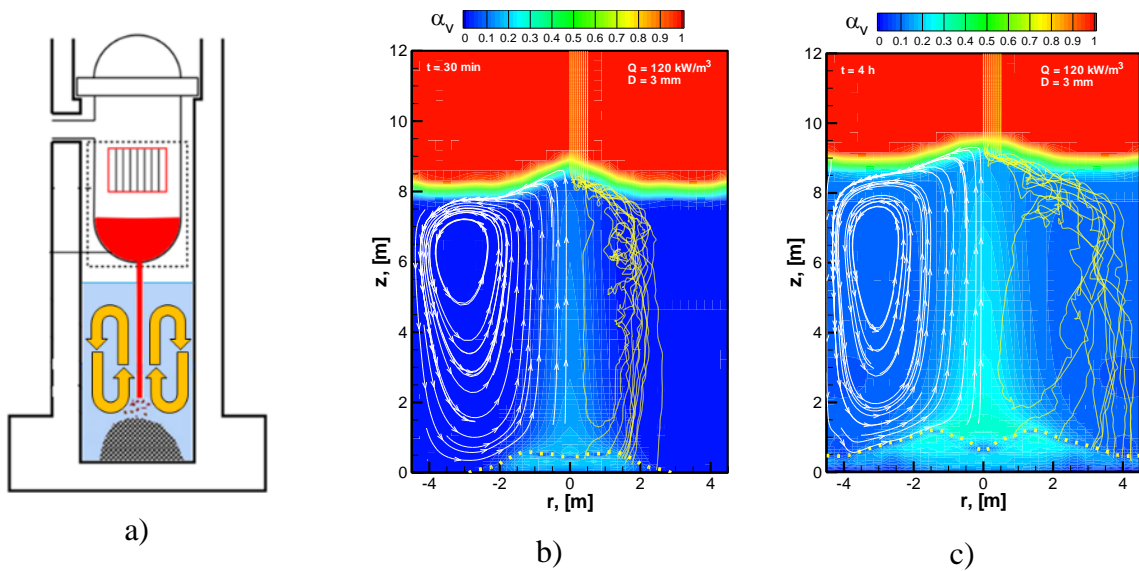 α_v
0 0.1 0.2 0.3 0.4 0.5 0.6 0.7 0.8 0.9 1
12
10
8
6
4
2
0
z, [m]
t = 30 min
Q = 120 kW/m³
D = 3 mm
-4 -2 0 2 4
r, [m]
α_v
0 0.1 0.2 0.3 0.4 0.5 0.6 0.7 0.8 0.9 1
12
10
8
6
4
2
0
z, [m]
t = 4 h
Q = 120 kW/m³
D = 3 mm
-4 -2 0 2 4
r, [m]
a)
b)
c)